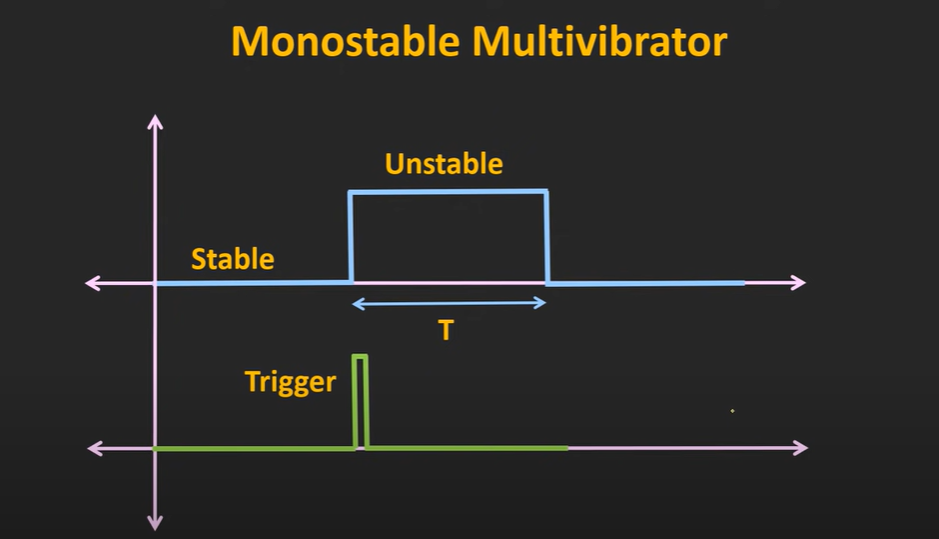 Monostable Multivibrator
Unstable
Stable
T
Trigger